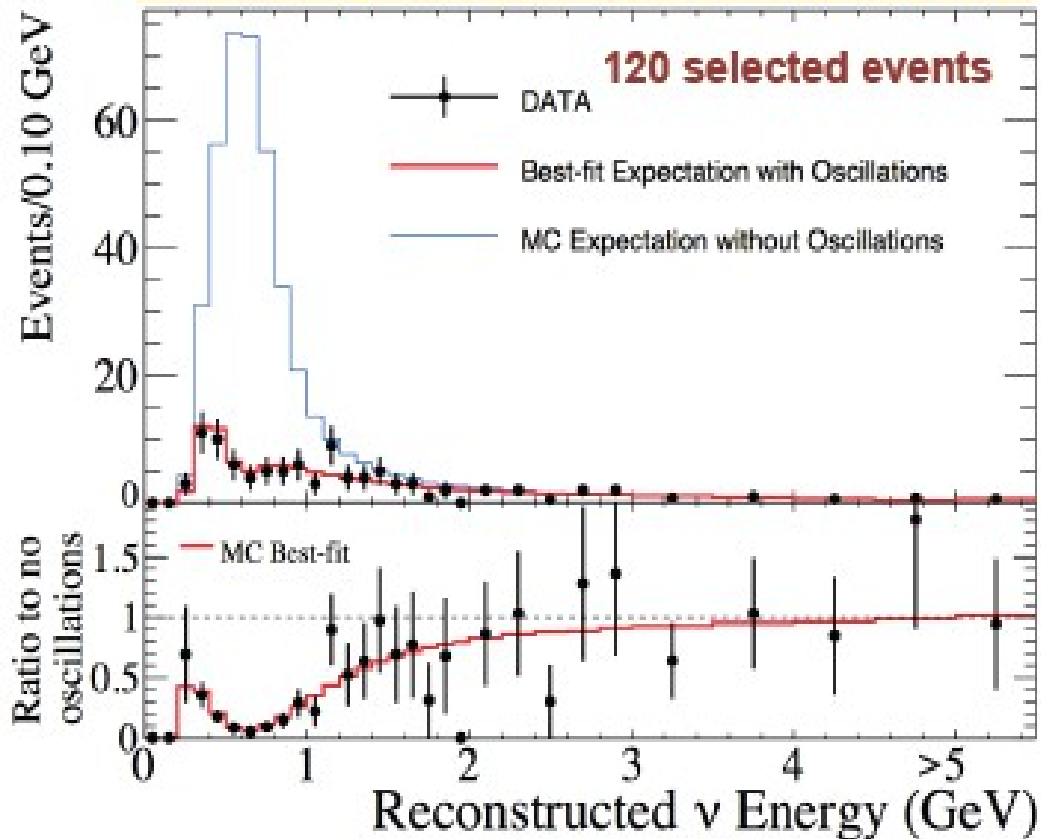 Events/0.10 GeV
60
40
20
0
120 selected events
DATA
Best-fit Expectation with Oscillations
MC Expectation without Oscillations
Ratio to no
oscillations
1.5
1
0.5
0
MC Best-fit
0 1 2 3 4 >5
Reconstructed ν Energy (GeV)